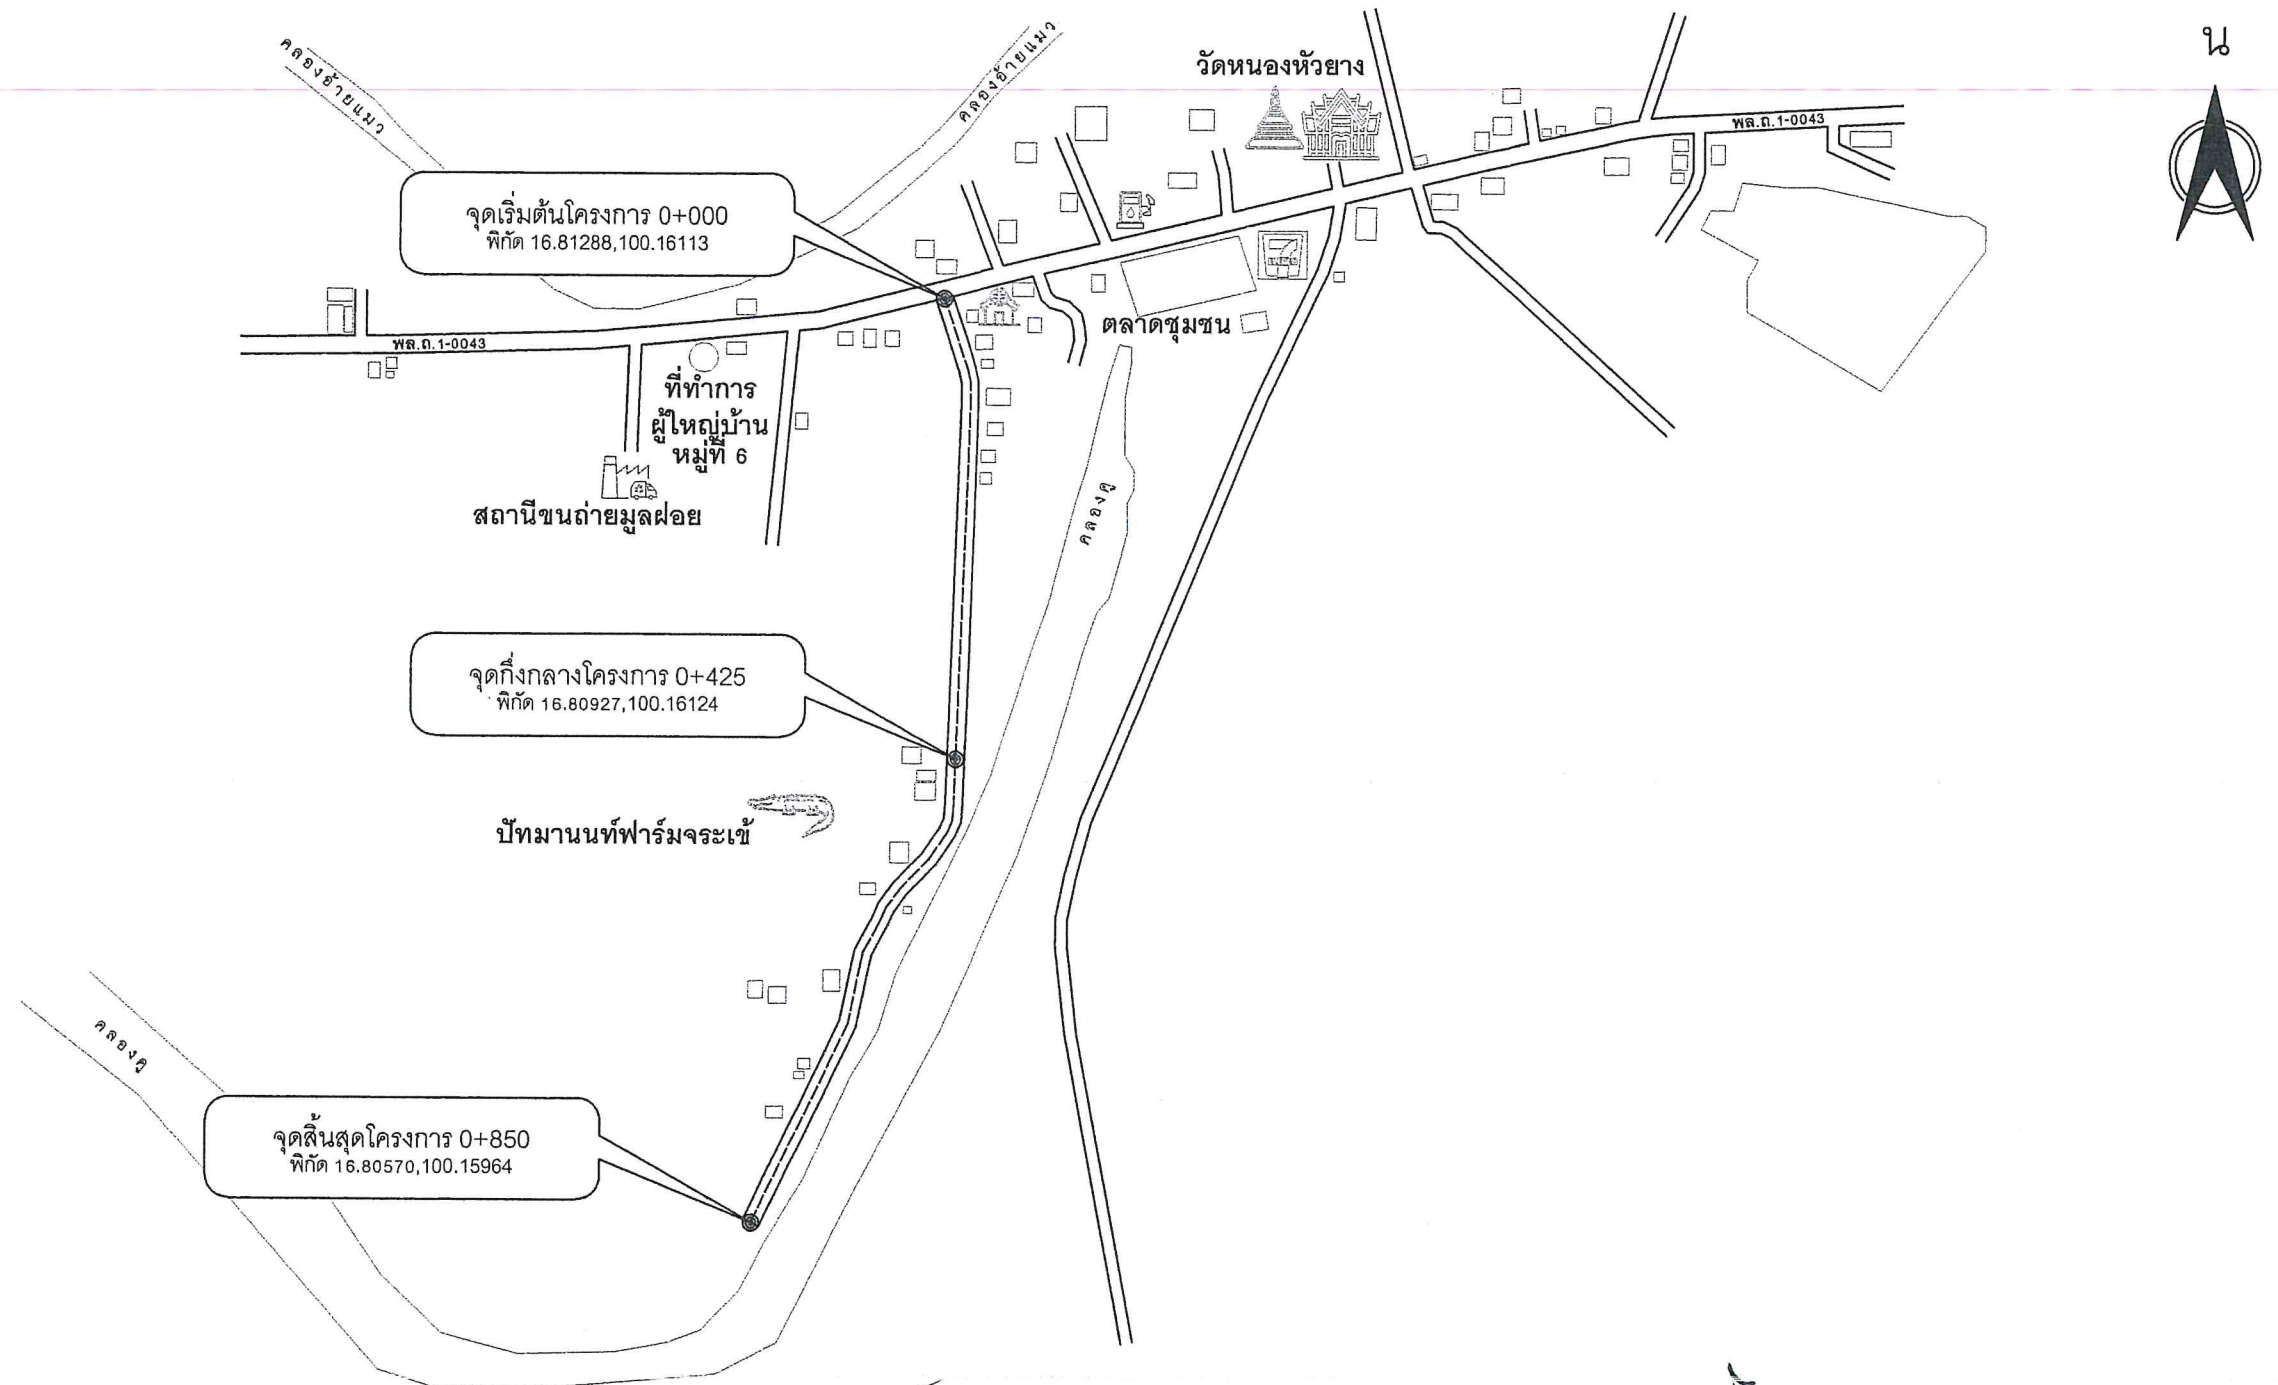 น
คลองอ้ายแมว
คลองอ้ายแมว
วัดหนองหัวยาง
พล.ถ.1-0043
จุดเริ่มต้นโครงการ 0+000
พิกัด 16.81288,100.16113
7
ตลาดชุมชน
พล.ถ.1-0043
ที่ทำการ
ผู้ใหญ่บ้าน
หมู่ที่ 6
สถานีขนถ่ายมูลฝอย
คลองคู
จุดกึ่งกลางโครงการ 0+425
พิกัด 16.80927,100.16124
ปัทมานนท์ฟาร์มจระเข้
คลองคู
จุดสิ้นสุดโครงการ 0+850
พิกัด 16.80570,100.15964